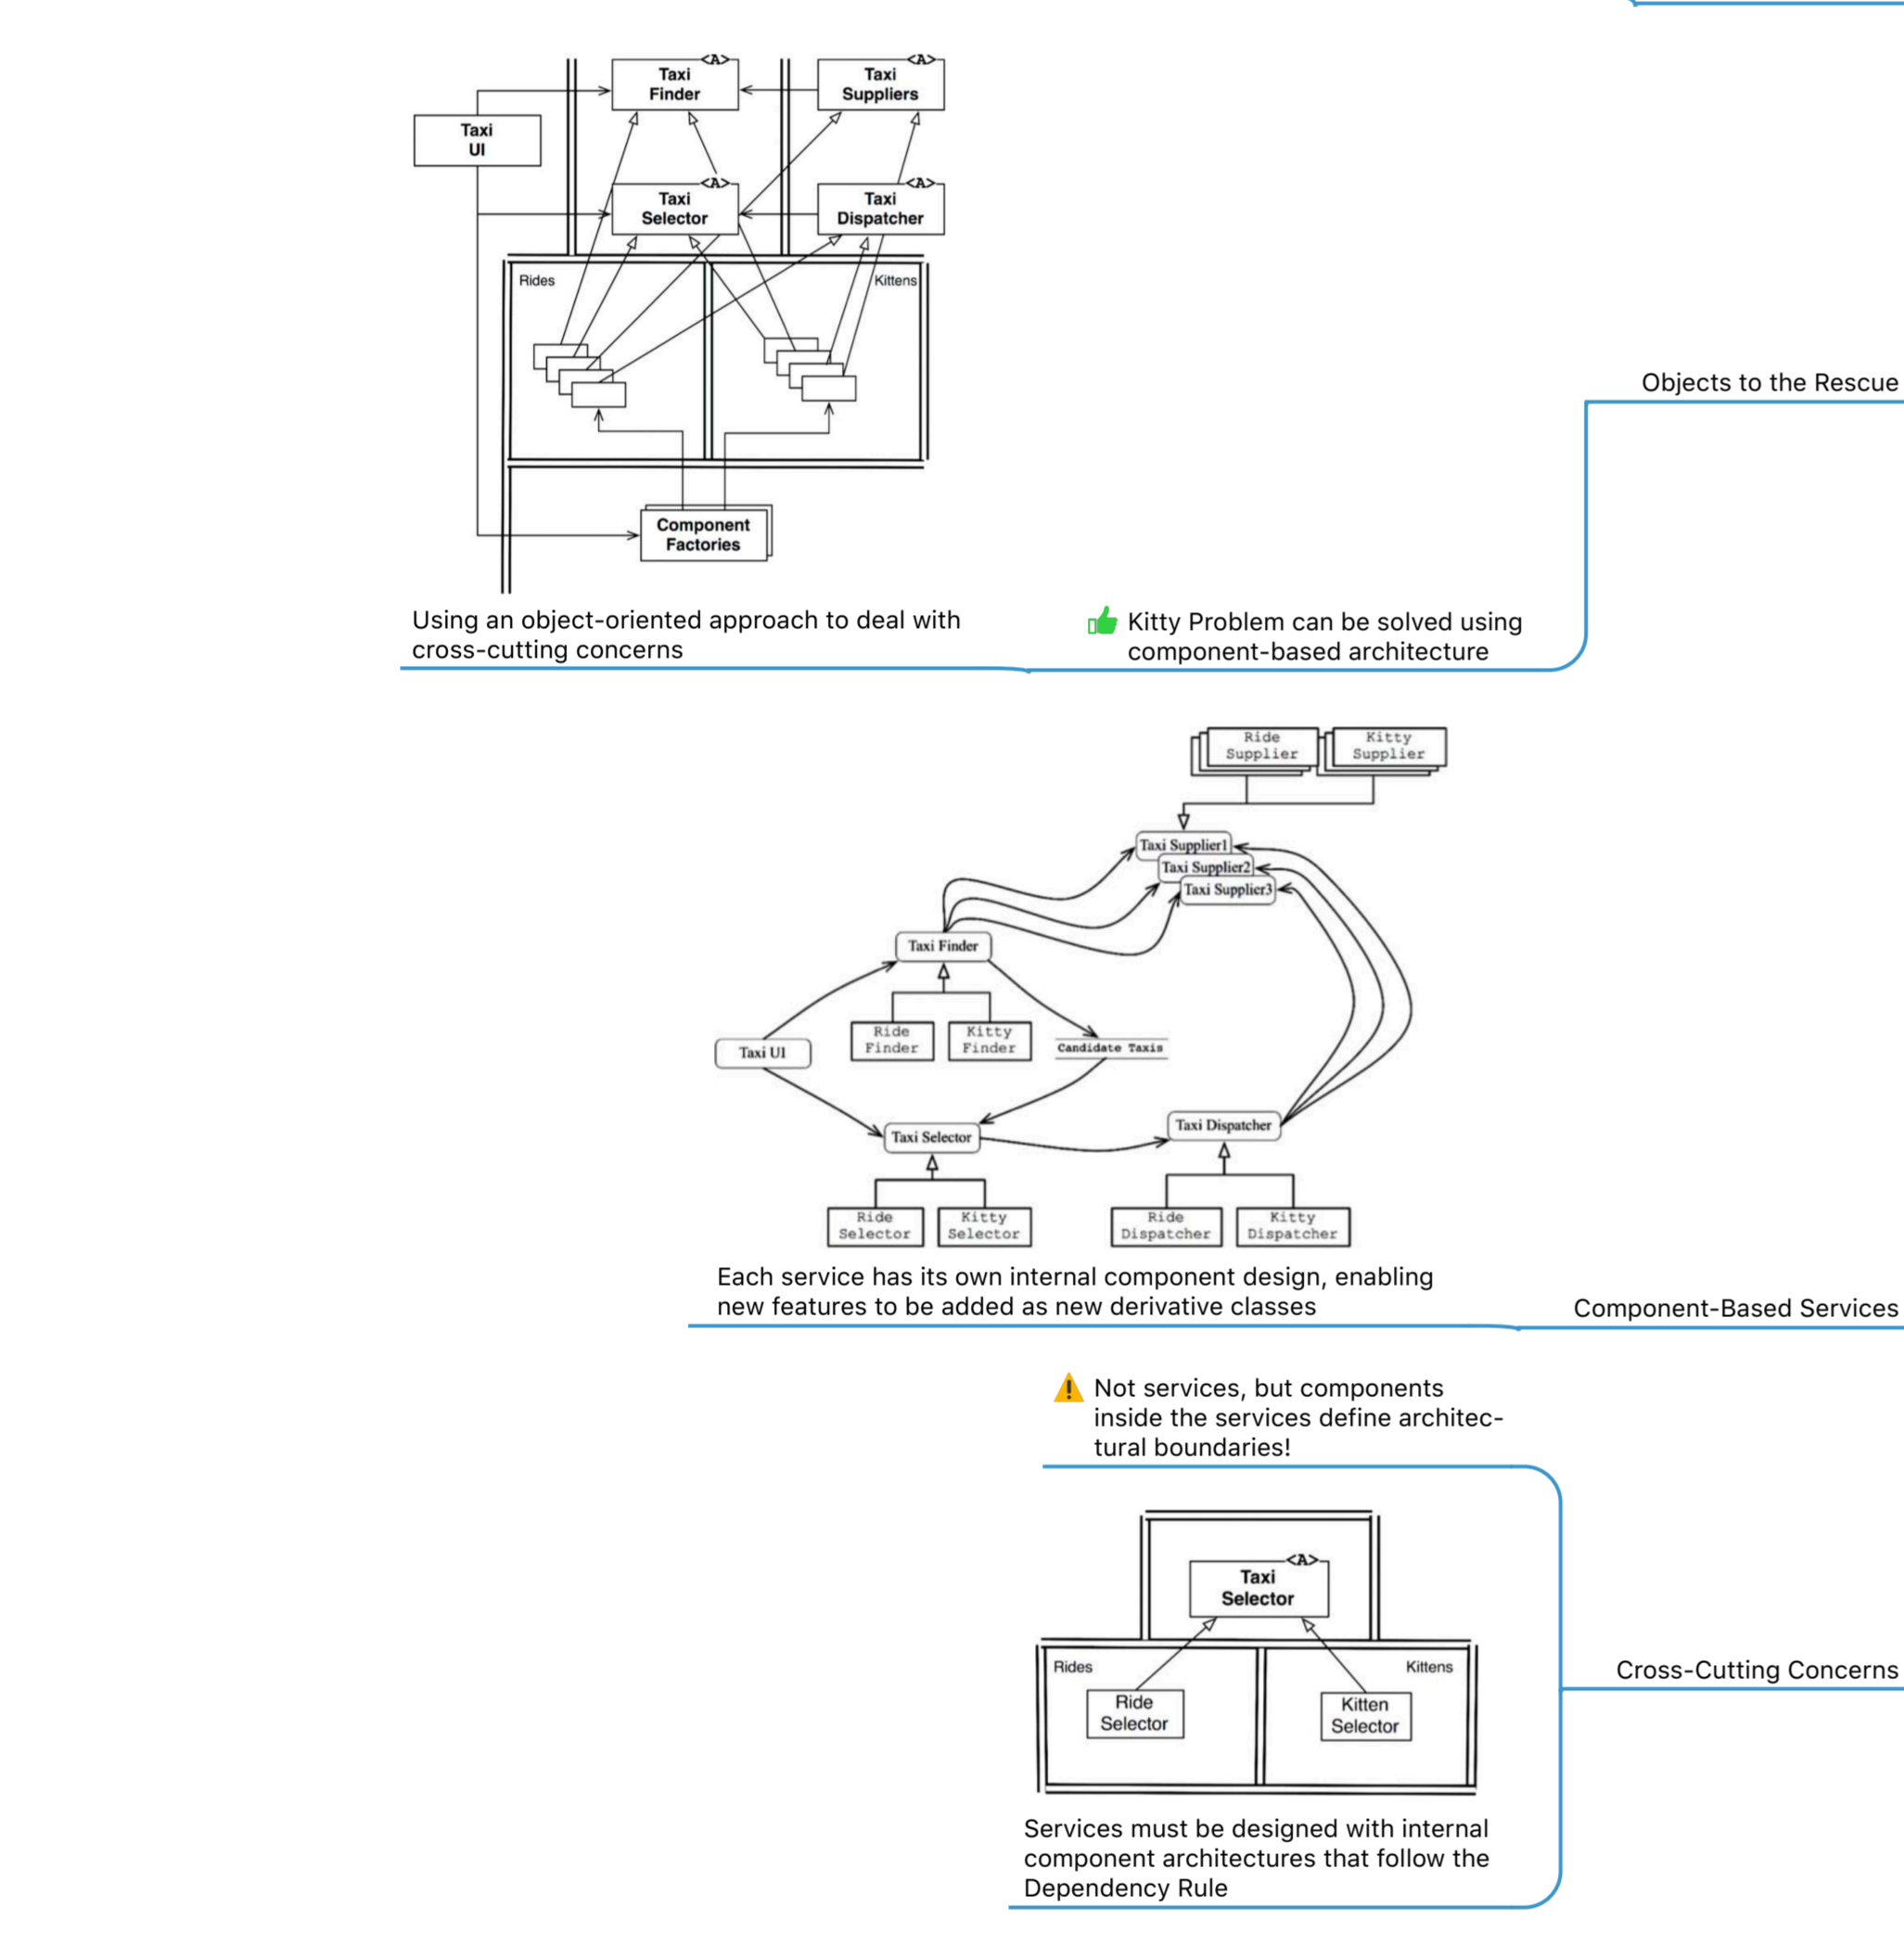 <A>
Taxi
Finder
<A>
Taxi
Suppliers
Taxi
UI
<A>
Taxi
Selector
<A>
Taxi
Dispatcher
Rides
Kittens
Component
Factories
Using an object-oriented approach to deal with
cross-cutting concerns
Kitty Problem can be solved using
component-based architecture
Objects to the Rescue
Ride
Supplier
Kitty
Supplier
Taxi Supplier1
Taxi Supplier2
Taxi Supplier3
Taxi Finder
Ride
Finder
Kitty
Finder
Candidate Taxis
Taxi UI
Taxi Selector
Taxi Dispatcher
Ride
Selector
Kitty
Selector
Ride
Dispatcher
Kitty
Dispatcher
Each service has its own internal component design, enabling
new features to be added as new derivative classes
Component-Based Services
Not services, but components
inside the services define architec-
tural boundaries!
<A>
Taxi
Selector
Rides
Kittens
Ride
Selector
Kitten
Selector
Services must be designed with internal
component architectures that follow the
Dependency Rule
Cross-Cutting Concerns